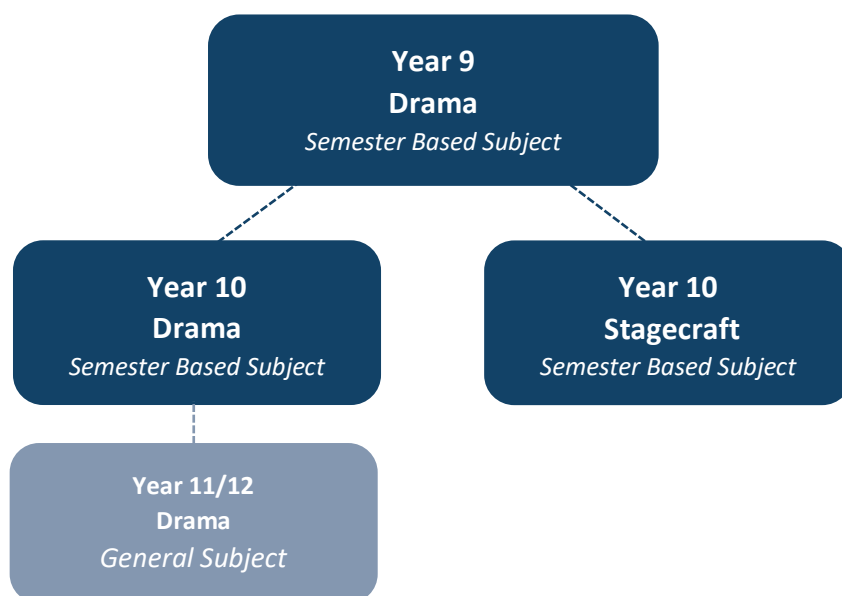 Year 9
Drama
Semester Based Subject
Year 10
Drama
Semester Based Subject
Year 10
Stagecraft
Semester Based Subject
Year 11/12
Drama
General Subject